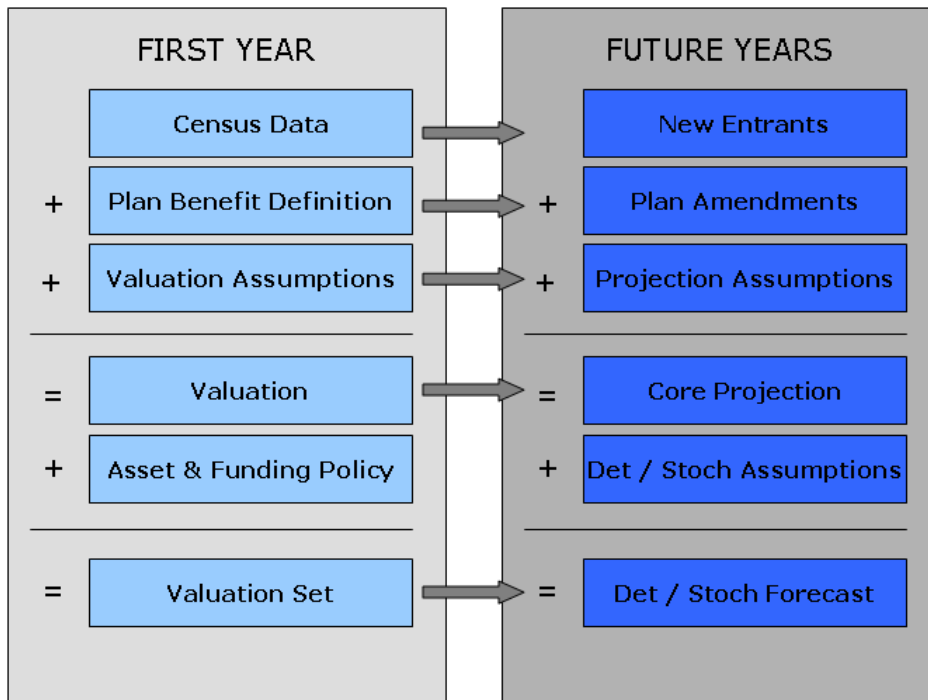 FIRST YEAR
Census Data
+ Plan Benefit Definition
+ Valuation Assumptions
= Valuation
+ Asset & Funding Policy
= Valuation Set
FUTURE YEARS
New Entrants
+ Plan Amendments
+ Projection Assumptions
= Core Projection
+ Det / Stoch Assumptions
= Det / Stoch Forecast